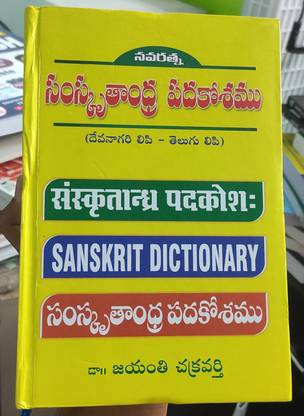 నవరత్న
సంస్కృతాంధ్ర పదకోశము
(దేవనాగరి లిపి - తెలుగు లిపి)
संस्कृतान्ध्र पदकोशः
SANSKRIT DICTIONARY
సంస్కృతాంధ్ర పదకోశము
డా॥ జయంతి చక్రవర్తి